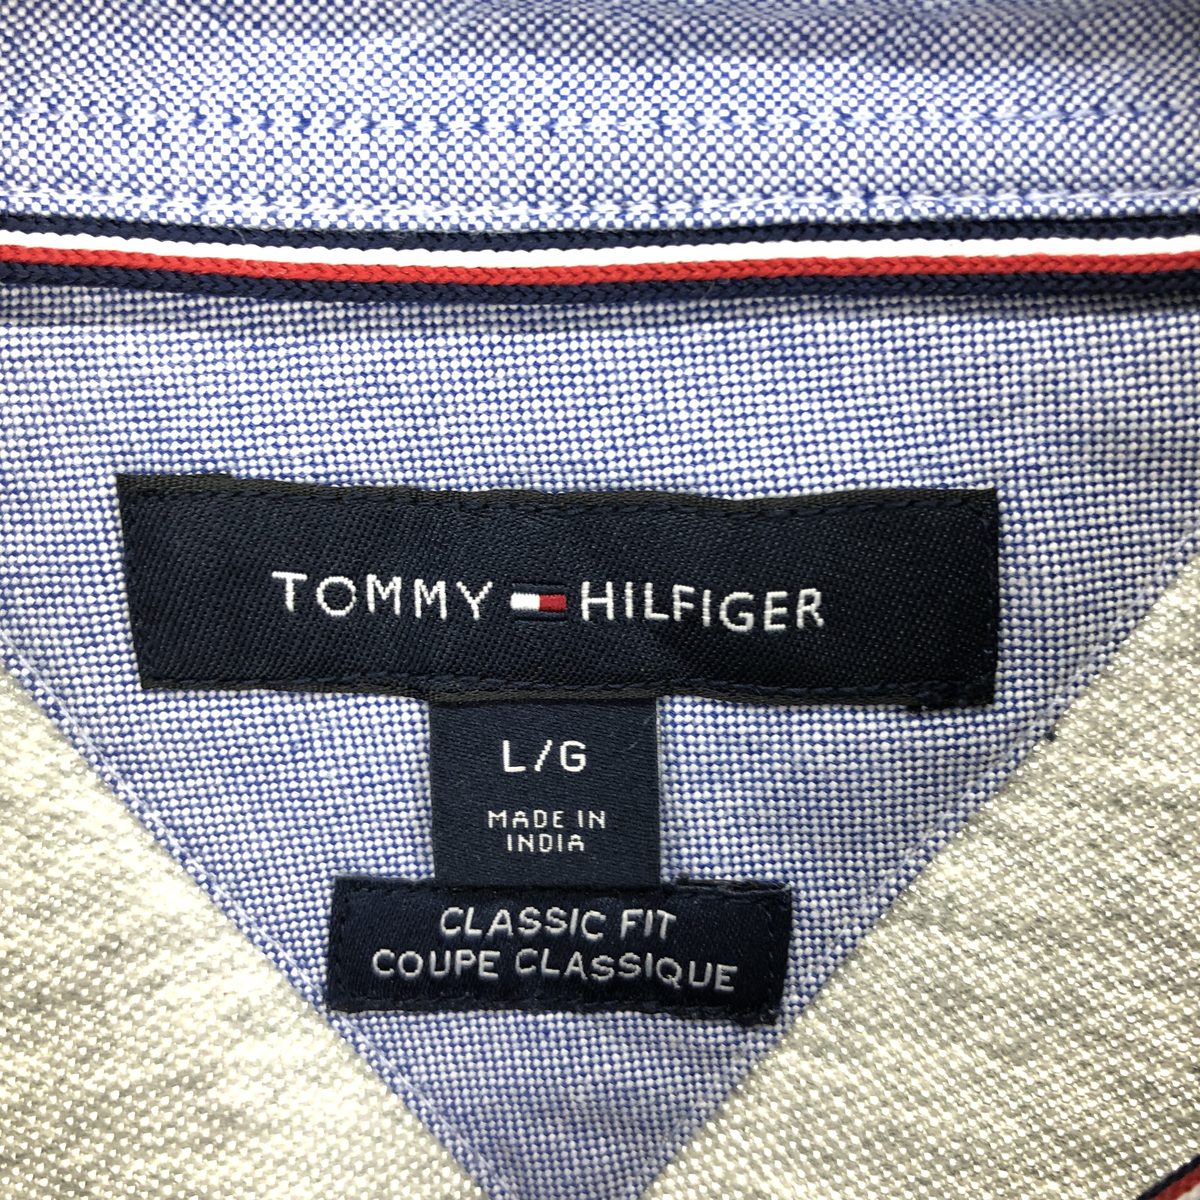 TOMMY HILFIGER
L/G
MADE IN
INDIA
CLASSIC FIT
COUPE CLASSIQUE